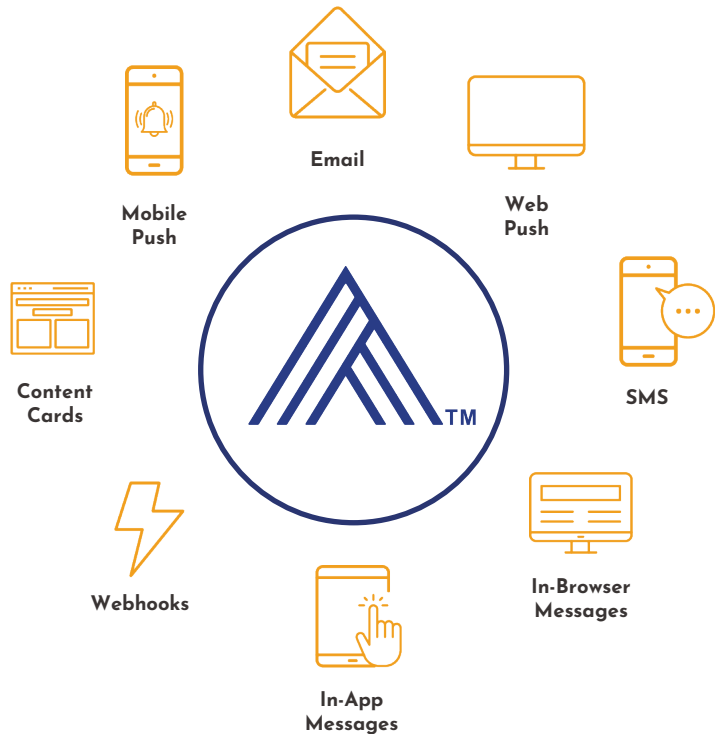 Email
Web
Push
Mobile
Push
SMS
Content
Cards
TM
In-Browser
Messages
Webhooks
In-App
Messages